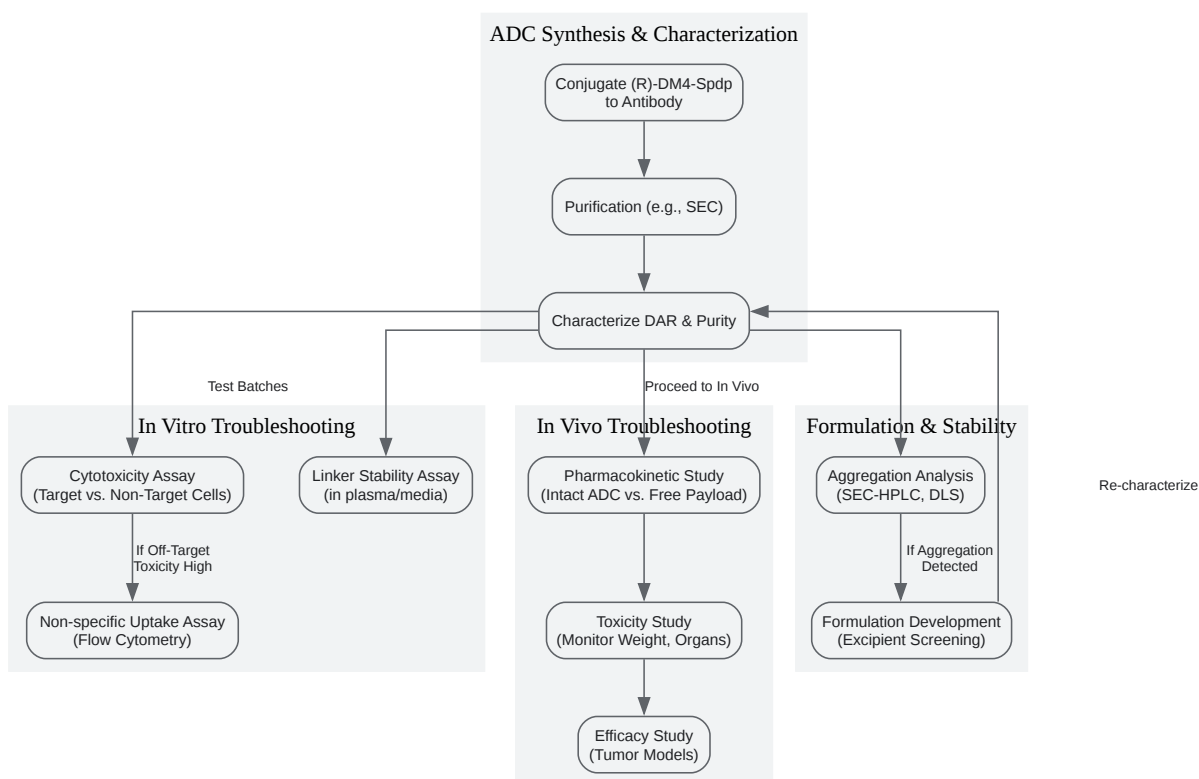 ADC Synthesis & Characterization
Conjugate (R)-DM4-Spdp
to Antibody
Purification (e.g., SEC)
Characterize DAR & Purity
Test Batches
Proceed to In Vivo
In Vitro Troubleshooting
In Vivo Troubleshooting
Formulation & Stability
Cytotoxicity Assay
(Target vs. Non-Target Cells)
Linker Stability Assay
(in plasma/media)
Pharmacokinetic Study
(Intact ADC vs. Free Payload)
Aggregation Analysis
(SEC-HPLC, DLS)
Re-characterize
If Off-Target
Toxicity High
If Aggregation
Detected
Non-specific Uptake Assay
(Flow Cytometry)
Toxicity Study
(Monitor Weight, Organs)
Formulation Development
(Excipient Screening)
Efficacy Study
(Tumor Models)